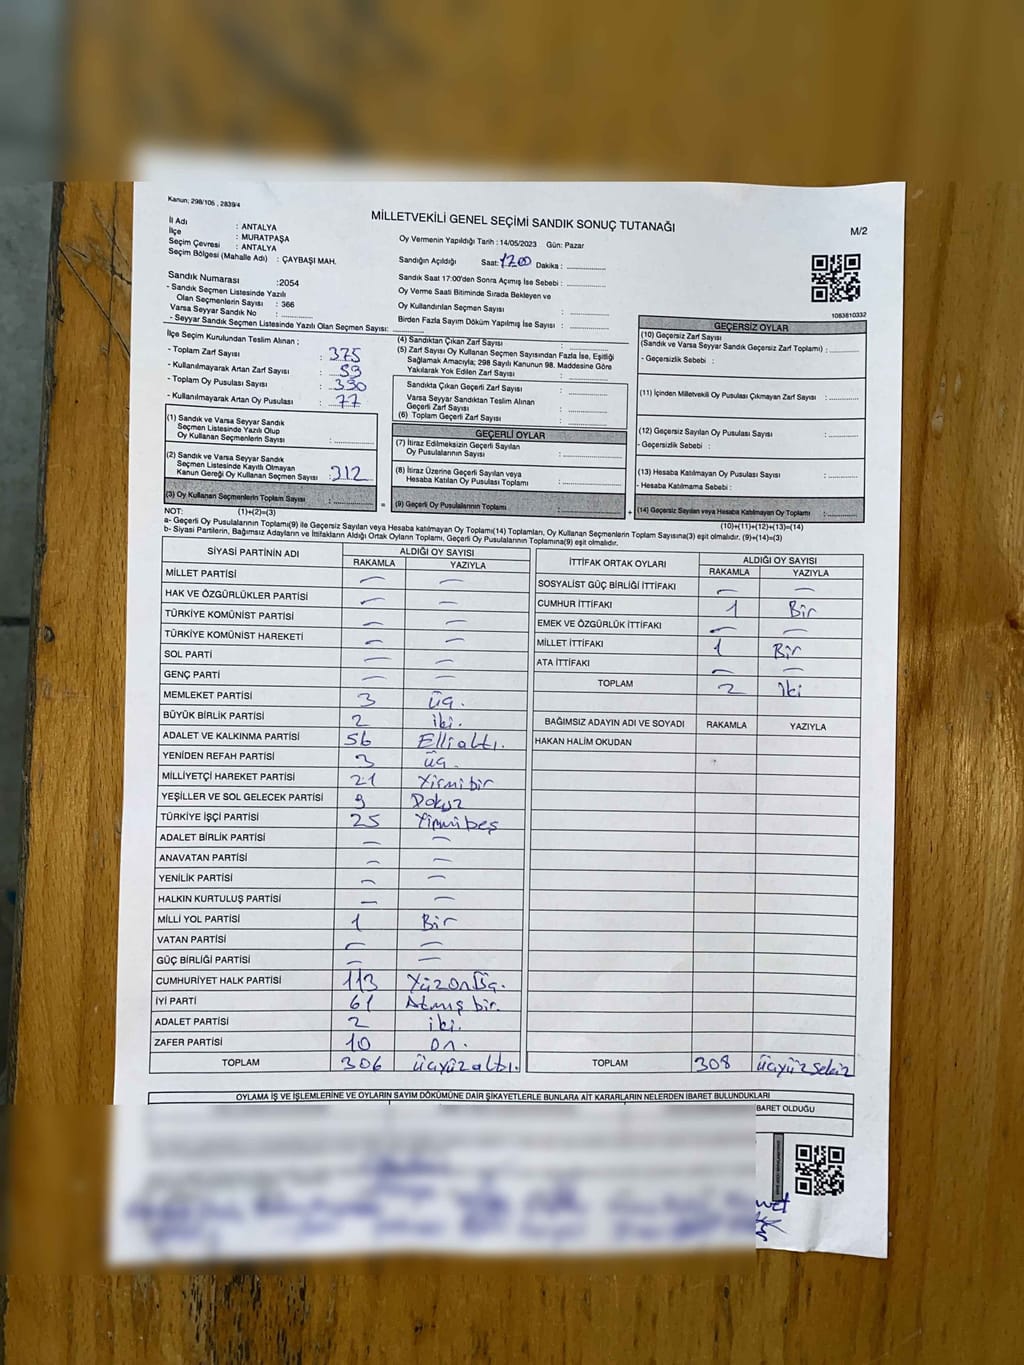 Kanun; 298/105 , 2839/4
MİLLETVEKİLİ GENEL SEÇİMİ SANDIK SONUÇ TUTANAĞI
M/2
İl Adı : ANTALYA
İlçe : MURATPAŞA
Seçim Çevresi : ANTALYA
Seçim Bölgesi (Mahalle Adı) : ÇAYBAŞI MAH.
Oy Vermenin Yapıldığı Tarih : 14/05/2023 Gün: Pazar
Sandığın Açıldığı Saat: 1700 Dakika : ...............
Sandık Saat 17:00'den Sonra Açımış İse Sebebi : ...............
Oy Verme Saati Bitiminde Sırada Bekleyen ve
Oy Kullandırılan Seçmen Sayısı : ...............
Birden Fazla Sayım Döküm Yapılmış İse Sayısı : ...............
Sandık Numarası :2054
- Sandık Seçmen Listesinde Yazılı
Olan Seçmenlerin Sayısı : 366
Varsa Seyyar Sandık No : ...............
- Seyyar Sandık Seçmen Listesinde Yazılı Olan Seçmen Sayısı: ...............
1083810332
İlçe Seçim Kurulundan Teslim Alınan ;
- Toplam Zarf Sayısı : 375
- Kullanılmayarak Artan Zarf Sayısı : 59
- Toplam Oy Pusulası Sayısı : 390
- Kullanılmayarak Artan Oy Pusulası : 77
(1) Sandık ve Varsa Seyyar Sandık
Seçmen Listesinde Yazılı Olup
Oy Kullanan Seçmenlerin Sayısı : ...............
(2) Sandık ve Varsa Seyyar Sandık
Seçmen Listesinde Kayıtlı Olmayan
Kanun Gereği Oy Kullanan Seçmen Sayısı : 312
(3) Oy Kullanan Seçmenlerin Toplam Sayısı : ...............
(4) Sandıktan Çıkan Zarf Sayısı : ...............
(5) Zarf Sayısı Oy Kullanan Seçmen Sayısından Fazla İse, Eşitliği
Sağlamak Amacıyla; 298 Sayılı Kanunun 98. Maddesine Göre
Yakılarak Yok Edilen Zarf Sayısı : ...............
Sandıkta Çıkan Geçerli Zarf Sayısı : ...............
Varsa Seyyar Sandıktan Teslim Alınan
Geçerli Zarf Sayısı : ...............
(6) Toplam Geçerli Zarf Sayısı : ...............
GEÇERLİ OYLAR
(7) İtiraz Edilmeksizin Geçerli Sayılan
Oy Pusulalarının Sayısı : ...............
(8) İtiraz Üzerine Geçerli Sayılan veya
Hesaba Katılan Oy Pusulası Toplamı : ...............
= (9) Geçerli Oy Pusulalarının Toplamı : ............... +
GEÇERSİZ OYLAR
(10) Geçersiz Zarf Sayısı
(Sandık ve Varsa Seyyar Sandık Geçersiz Zarf Toplamı) : ...............
- Geçersizlik Sebebi :
(11) İçinden Milletvekili Oy Pusulası Çıkmayan Zarf Sayısı : ...............
(12) Geçersiz Sayılan Oy Pusulası Sayısı : ...............
- Geçersizlik Sebebi :
(13) Hesaba Katılmayan Oy Pusulası Sayısı : ...............
- Hesaba Katılmama Sebebi :
(14) Geçersiz Sayılan veya Hesaba Katılmayan Oy Toplamı : ...............
NOT: (1)+(2)=(3) (10)+(11)+(12)+(13)=(14)
a- Geçerli Oy Pusulalarının Toplamı(9) ile Geçersiz Sayılan veya Hesaba katılmayan Oy Toplamı(14) Toplamları, Oy Kullanan Seçmenlerin Toplam Sayısına(3) eşit olmalıdır. (9)+(14)=(3)
b- Siyasi Partilerin, Bağımsız Adayların ve İttifakların Aldığı Ortak Oyların Toplamı, Geçerli Oy Pusulalarının Toplamına(9) eşit olmalıdır.
SİYASİ PARTİNİN ADI ALDIĞI OY SAYISI
RAKAMLA YAZIYLA
MİLLET PARTİSİ — —
HAK VE ÖZGÜRLÜKLER PARTİSİ — —
TÜRKİYE KOMÜNİST PARTİSİ — —
TÜRKİYE KOMÜNİST HAREKETİ — —
SOL PARTİ — —
GENÇ PARTİ — —
MEMLEKET PARTİSİ 3 üç.
BÜYÜK BİRLİK PARTİSİ 2 iki.
ADALET VE KALKINMA PARTİSİ 56 Elli altı.
YENİDEN REFAH PARTİSİ 3 üç.
MİLLİYETÇİ HAREKET PARTİSİ 21 Yirmi bir
YEŞİLLER VE SOL GELECEK PARTİSİ 9 Dokuz
TÜRKİYE İŞÇİ PARTİSİ 25 Yirmi beş
ADALET BİRLİK PARTİSİ — —
ANAVATAN PARTİSİ — —
YENİLİK PARTİSİ — —
HALKIN KURTULUŞ PARTİSİ — —
MİLLİ YOL PARTİSİ 1 Bir
VATAN PARTİSİ — —
GÜÇ BİRLİĞİ PARTİSİ — —
CUMHURİYET HALK PARTİSİ 113 Yüz on üç.
İYİ PARTİ 61 Atmış bir.
ADALET PARTİSİ 2 iki.
ZAFER PARTİSİ 10 on.
TOPLAM 306 üçyüz altı.
İTTİFAK ORTAK OYLARI ALDIĞI OY SAYISI
RAKAMLA YAZIYLA
SOSYALİST GÜÇ BİRLİĞİ İTTİFAKI — —
CUMHUR İTTİFAKI 1 Bir
EMEK VE ÖZGÜRLÜK İTTİFAKI — —
MİLLET İTTİFAKI 1 Bir
ATA İTTİFAKI — —
TOPLAM 2 iki
BAĞIMSIZ ADAYIN ADI VE SOYADI RAKAMLA YAZIYLA
HAKAN HALİM OKUDAN
TOPLAM 308 üçyüz sekiz
OYLAMA İŞ VE İŞLEMLERİNE VE OYLARIN SAYIM DÖKÜMÜNE DAİR ŞİKAYETLERLE BUNLARA AİT KARARLARIN NELERDEN İBARET BULUNDUKLARI
BARET OLDUĞU